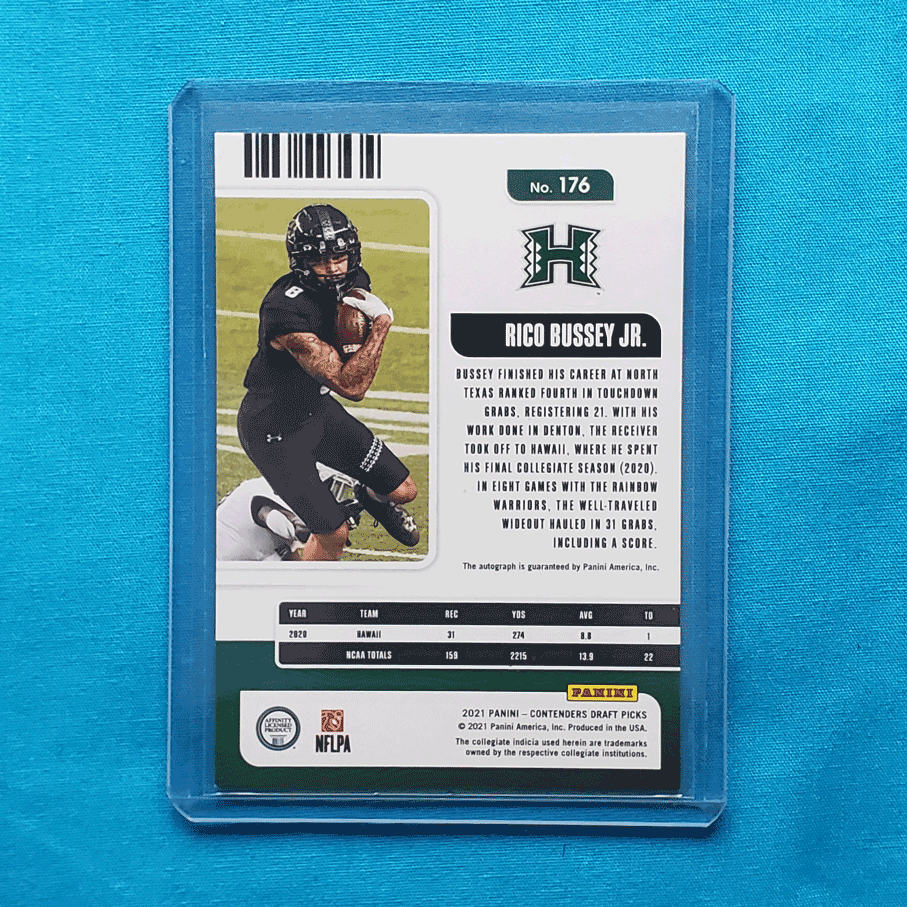 No. 176
H
8
RICO BUSSEY JR.
BUSSEY FINISHED HIS CAREER AT NORTH
TEXAS RANKED FOURTH IN TOUCHDOWN
GRABS, REGISTERING 21. WITH HIS
WORK DONE IN DENTON, THE RECEIVER
TOOK OFF TO HAWAII, WHERE HE SPENT
HIS FINAL COLLEGIATE SEASON (2020).
IN EIGHT GAMES WITH THE RAINBOW
WARRIORS, THE WELL-TRAVELED
WIDEOUT HAULED IN 31 GRABS,
INCLUDING A SCORE.
The autograph is guaranteed by Panini America, Inc.
YEAR TEAM REC YDS AVG TD
2020 HAWAII 31 274 8.8 1
NCAA TOTALS 159 2215 13.9 22
PANINI
AFFINITY
LICENSED
PRODUCT
NFLPA
2021 PANINI – CONTENDERS DRAFT PICKS
© 2021 Panini America, Inc. Produced in the USA.
The collegiate indicia used herein are trademarks
owned by the respective collegiate institutions.